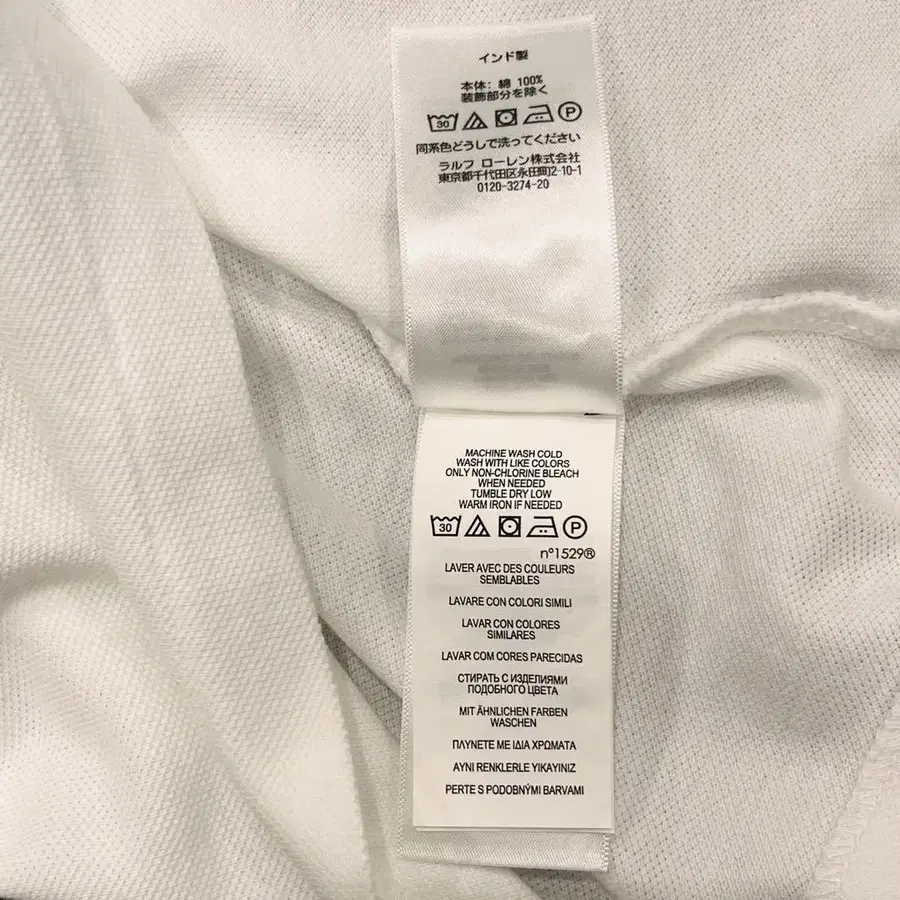 インド製
本体: 綿 100%
装飾部分を除く
30 P
同系色どうしで洗ってください
ラルフ ローレン株式会社
東京都千代田区永田町2-10-1
0120-3274-20
MACHINE WASH COLD
WASH WITH LIKE COLORS
ONLY NON-CHLORINE BLEACH
WHEN NEEDED
TUMBLE DRY LOW
WARM IRON IF NEEDED
30 P
nº1529®
LAVER AVEC DES COULEURS
SEMBLABLES
LAVARE CON COLORI SIMILI
LAVAR CON COLORES
SIMILARES
LAVAR COM CORES PARECIDAS
СТИРАТЬ С ИЗДЕЛИЯМИ
ПОДОБНОГО ЦВЕТА
MIT ÄHNLICHEN FARBEN
WASCHEN
ΠΛΥΝΕΤΕ ΜΕ ΙΔΙΑ ΧΡΩΜΑΤΑ
AYNI RENKLERLE YIKAYINIZ
PERTE S PODOBNÝMI BARVAMI